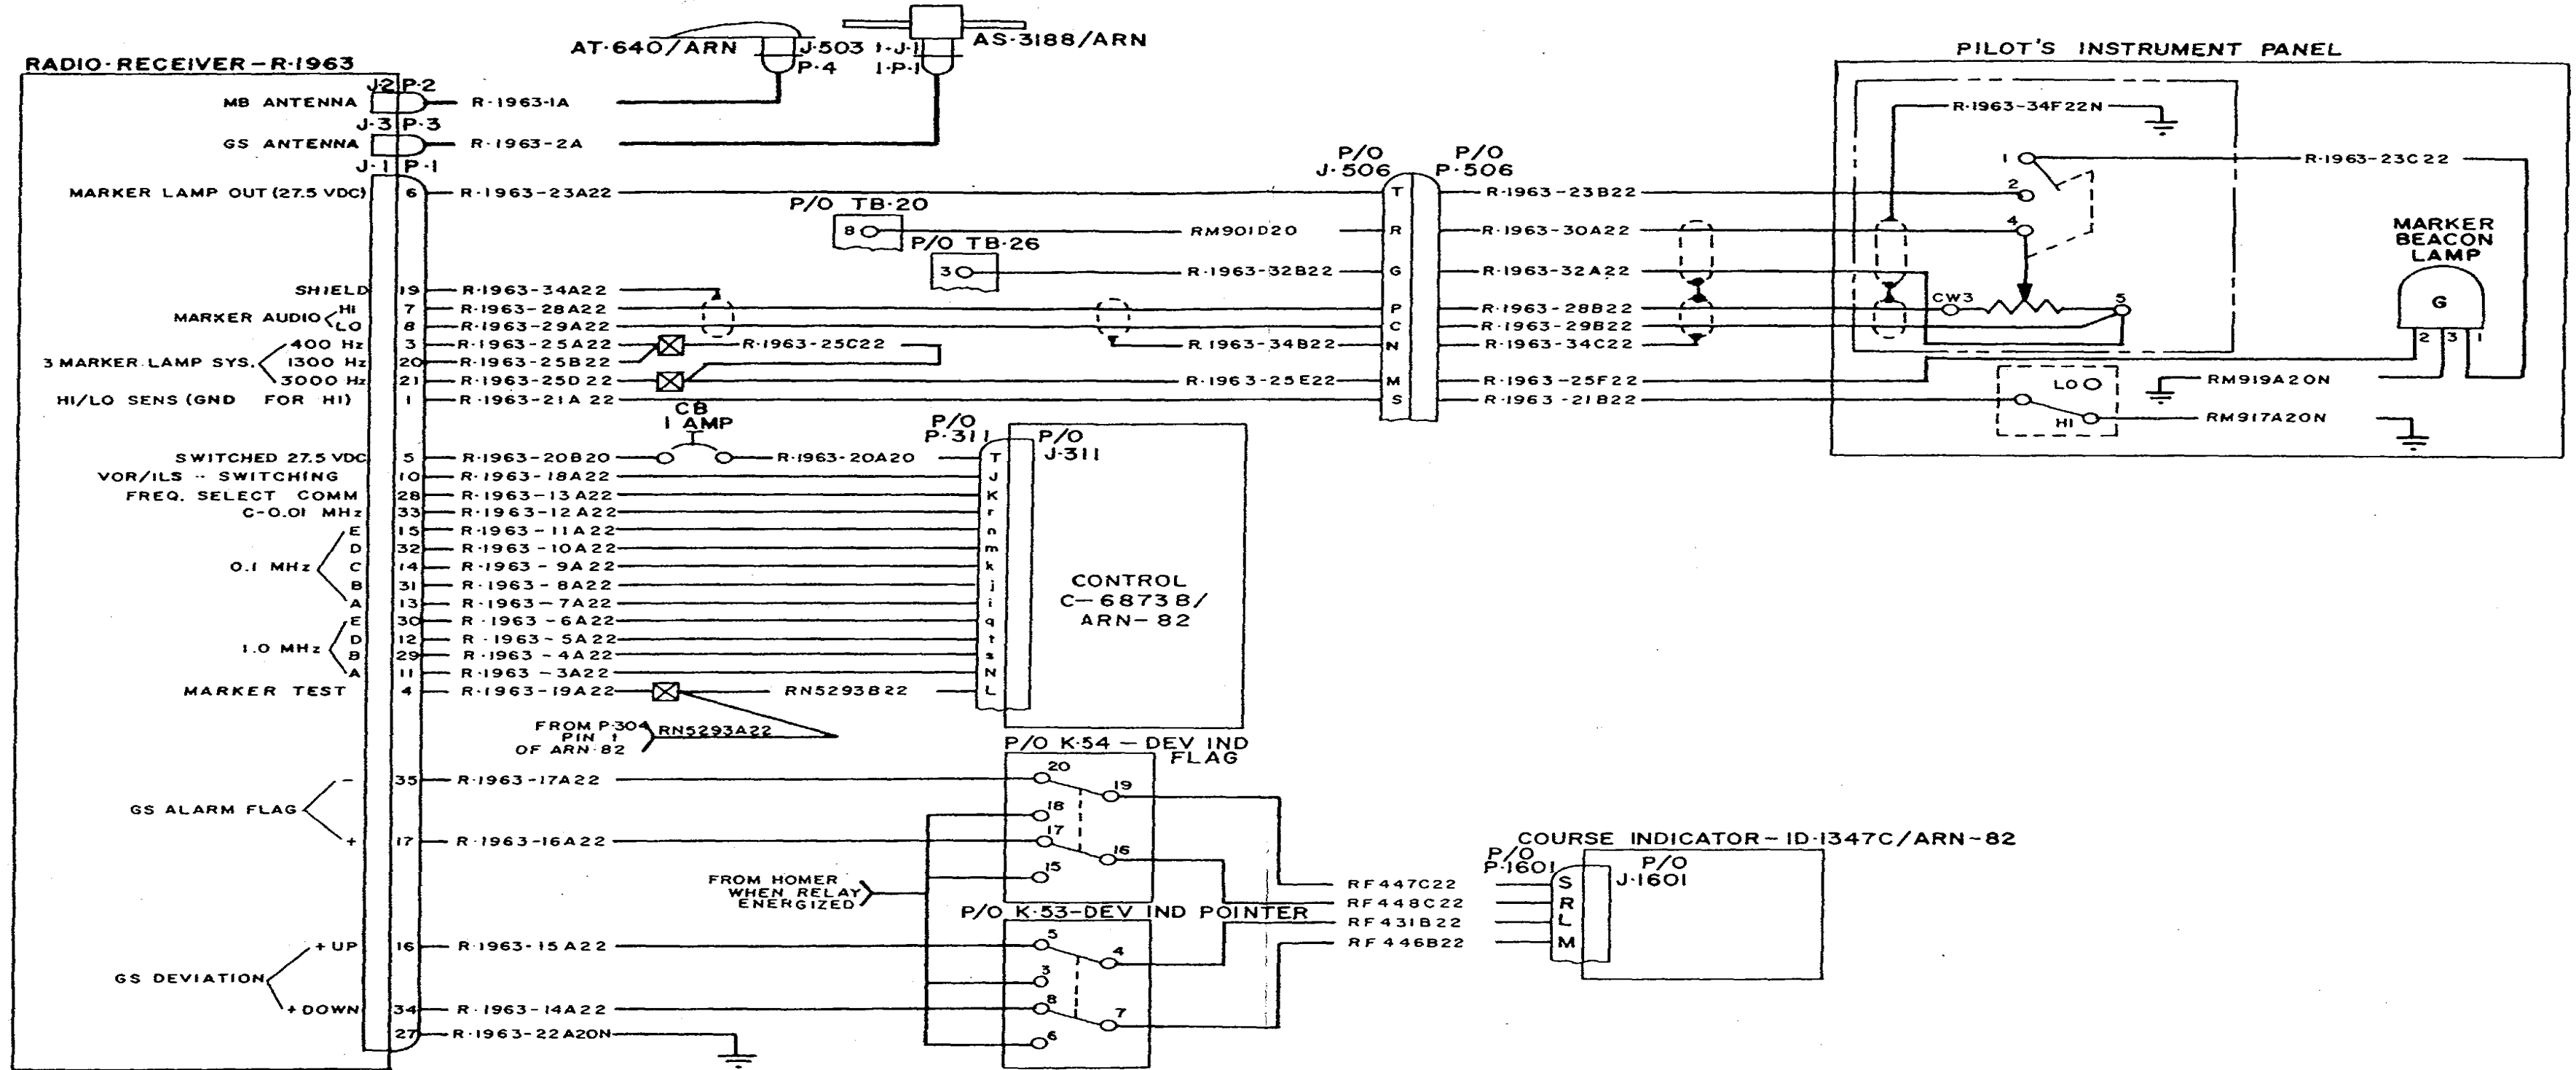 RADIO-RECEIVER-R-1963
AT-640/ARN
J-503
P-4
1-J-1
1-P-1
AS-3188/ARN
PILOT'S INSTRUMENT PANEL
J-2 P-2
MB ANTENNA R-1963-1A
J-3 P-3
GS ANTENNA R-1963-2A
J-1 P-1
P/O J-506
P/O P-506
R-1963-34F22N
MARKER LAMP OUT (27.5 VDC) 6 R-1963-23A22 T R-1963-23B22 2
1 R-1963-23C22
P/O TB-20
8 RM901D20 R R-1963-30A22 4
P/O TB-26
3 R-1963-32B22 G R-1963-32A22
MARKER BEACON LAMP
G
2 3 1
SHIELD 19 R-1963-34A22
MARKER AUDIO
HI 7 R-1963-28A22 P R-1963-28B22 CW3 5
LO 8 R-1963-29A22 C R-1963-29B22
3 MARKER LAMP SYS.
400 Hz 3 R-1963-25A22 R-1963-25C22 R-1963-34B22 N R-1963-34C22
1300 Hz 20 R-1963-25B22
3000 Hz 21 R-1963-25D22 R-1963-25E22 M R-1963-25F22
HI/LO SENS (GND FOR HI) 1 R-1963-21A22 S R-1963-21B22
LO
HI
RM919A20N
RM917A20N
CB
1 AMP
P/O P-311
P/O J-311
SWITCHED 27.5 VDC 5 R-1963-20B20 R-1963-20A20 T
VOR/ILS -- SWITCHING 10 R-1963-18A22 J
FREQ. SELECT COMM 28 R-1963-13A22 K
C-0.01 MHz 33 R-1963-12A22 r
0.1 MHz
E 15 R-1963-11A22 n
D 32 R-1963-10A22 m
C 14 R-1963-9A22 k
B 31 R-1963-8A22 j
A 13 R-1963-7A22 i
1.0 MHz
E 30 R-1963-6A22 q
D 12 R-1963-5A22 t
B 29 R-1963-4A22 s
A 11 R-1963-3A22 N
MARKER TEST 4 R-1963-19A22 RN5293B22 L
CONTROL
C-6873B/
ARN-82
FROM P-304
PIN 1
OF ARN-82
RN5293A22
P/O K-54 - DEV IND
FLAG
GS ALARM FLAG
- 35 R-1963-17A22 20
19
18
+ 17 R-1963-16A22 17
16
15
FROM HOMER
WHEN RELAY
ENERGIZED
P/O K-53-DEV IND POINTER
GS DEVIATION
+UP 16 R-1963-15A22 5
4
3
+DOWN 34 R-1963-14A22 8
7
6
27 R-1963-22A20N
COURSE INDICATOR-ID-1347C/ARN-82
P/O P-1601
P/O J-1601
RF447C22 S
RF448C22 R
RF431B22 L
RF446B22 M